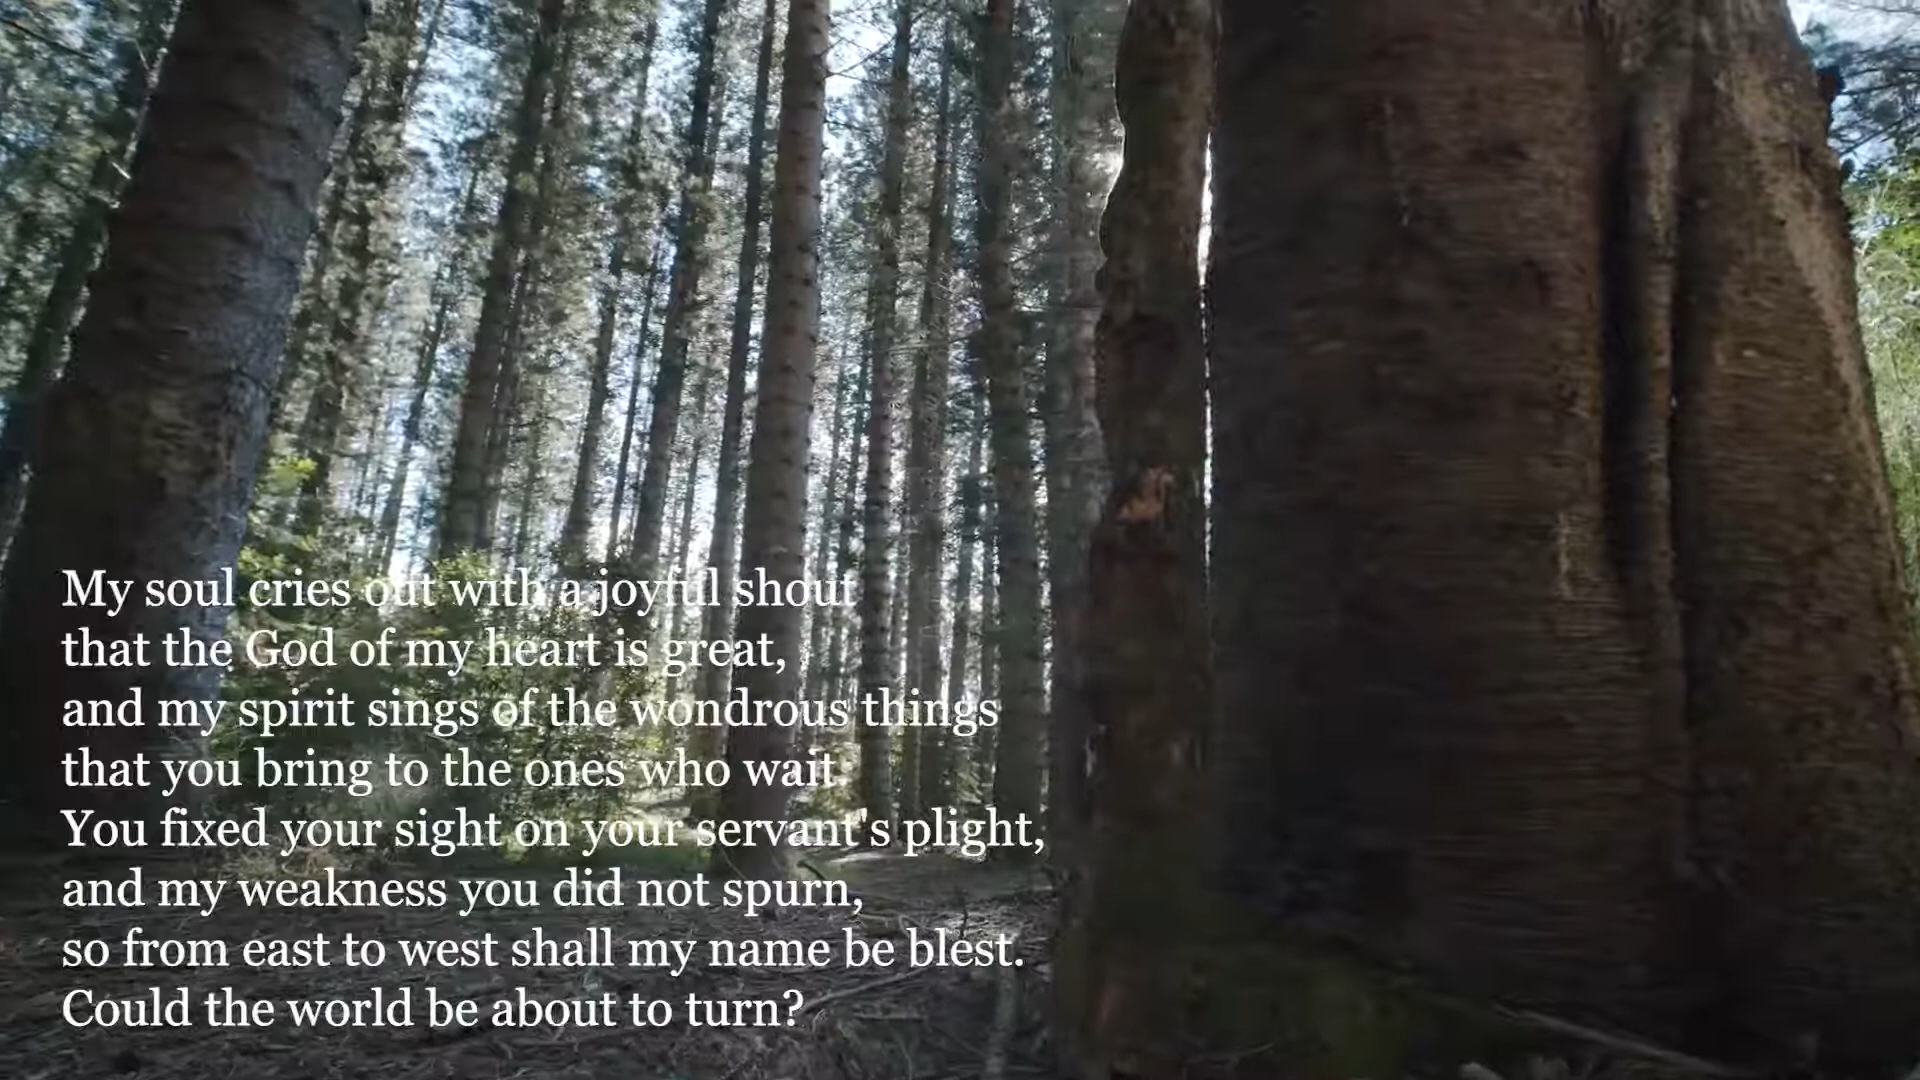 My soul cries out with a joyful shout
that the God of my heart is great,
and my spirit sings of the wondrous things
that you bring to the ones who wait.
You fixed your sight on your servant's plight,
and my weakness you did not spurn,
so from east to west shall my name be blest.
Could the world be about to turn?